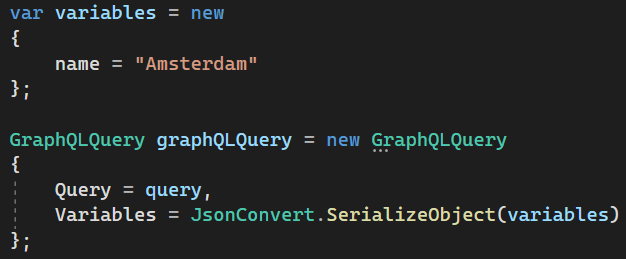 var variables = new
{
    name = "Amsterdam"
};

GraphQLQuery graphQLQuery = new GraphQLQuery
{
    Query = query,
    Variables = JsonConvert.SerializeObject(variables)
};